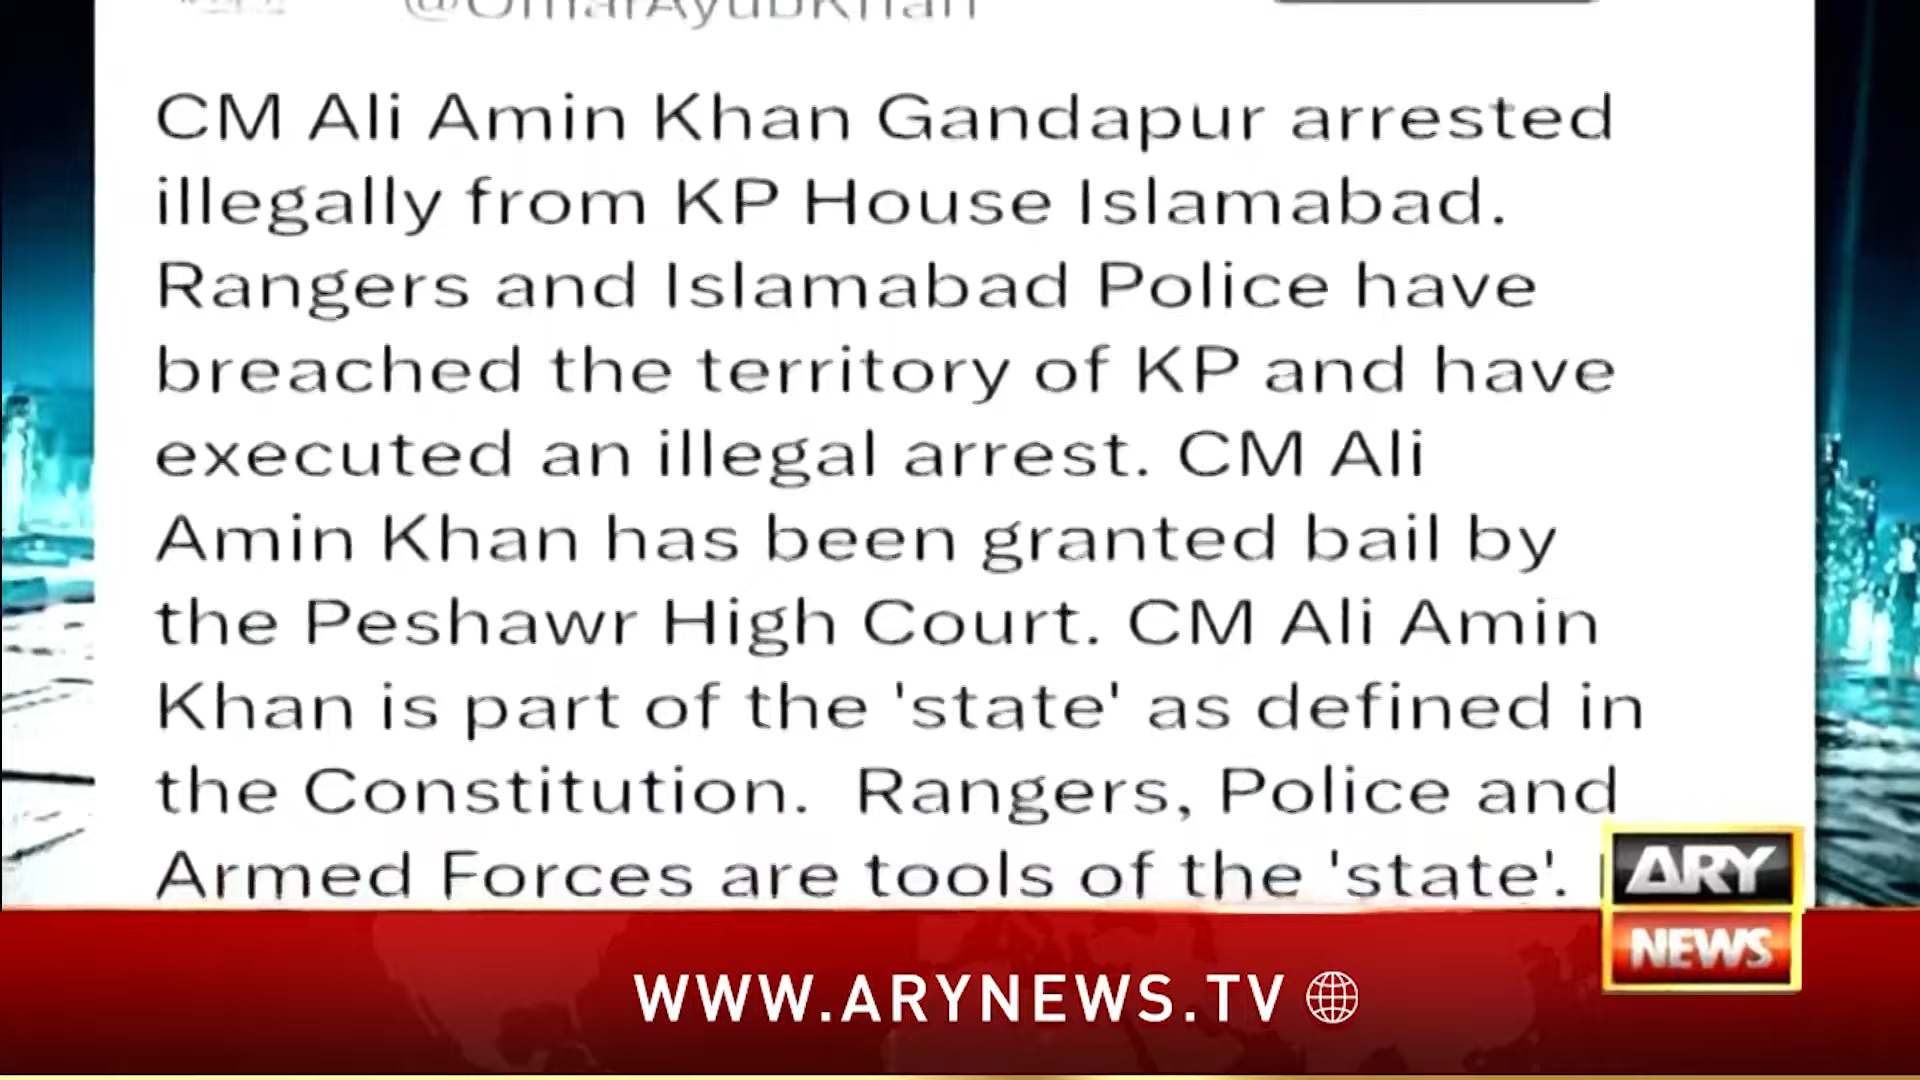 @OmarAyubKhan
CM Ali Amin Khan Gandapur arrested
illegally from KP House Islamabad.
Rangers and Islamabad Police have
breached the territory of KP and have
executed an illegal arrest. CM Ali
Amin Khan has been granted bail by
the Peshawr High Court. CM Ali Amin
Khan is part of the 'state' as defined in
the Constitution. Rangers, Police and
Armed Forces are tools of the 'state'.
ARY
NEWS
WWW.ARYNEWS.TV